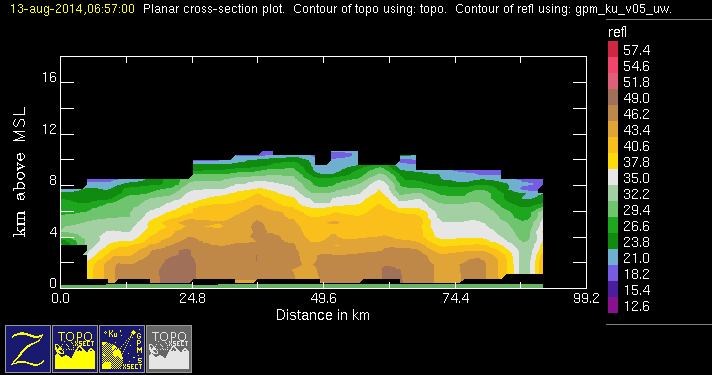 13-aug-2014,06:57:00 Planar cross-section plot. Contour of topo using: topo. Contour of refl using: gpm_ku_v05_uw.
refl
57.4
54.6
51.8
49.0
46.2
43.4
40.6
37.8
35.0
32.2
29.4
26.6
23.8
21.0
18.2
15.4
12.6
km above MSL
16
12
8
4
0
0.0 24.8 49.6 74.4 99.2
Distance in km
Z
TOPO XSECT
"Ku" GPM'S XSECT
TOPO XSECT